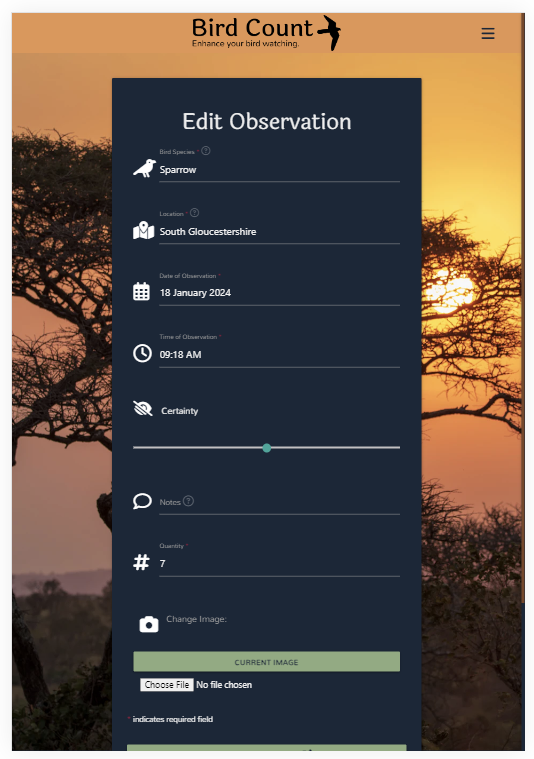 Bird Count
Enhance your bird watching.
Edit Observation
Bird Species *
Sparrow
Location *
South Gloucestershire
Date of Observation *
18 January 2024
Time of Observation *
09:18 AM
Certainty
Notes
Quantity *
7
Change Image:
CURRENT IMAGE
Choose File No file chosen
* indicates required field